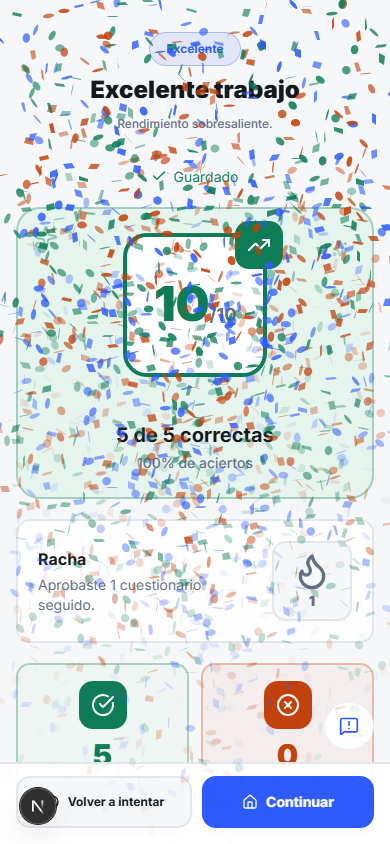 Excelente
Excelente trabajo
Rendimiento sobresaliente.
Guardado
10/10
5 de 5 correctas
100% de aciertos
Racha
Aprobaste 1 cuestionario
seguido.
1
5
0
N
Volver a intentar
Continuar